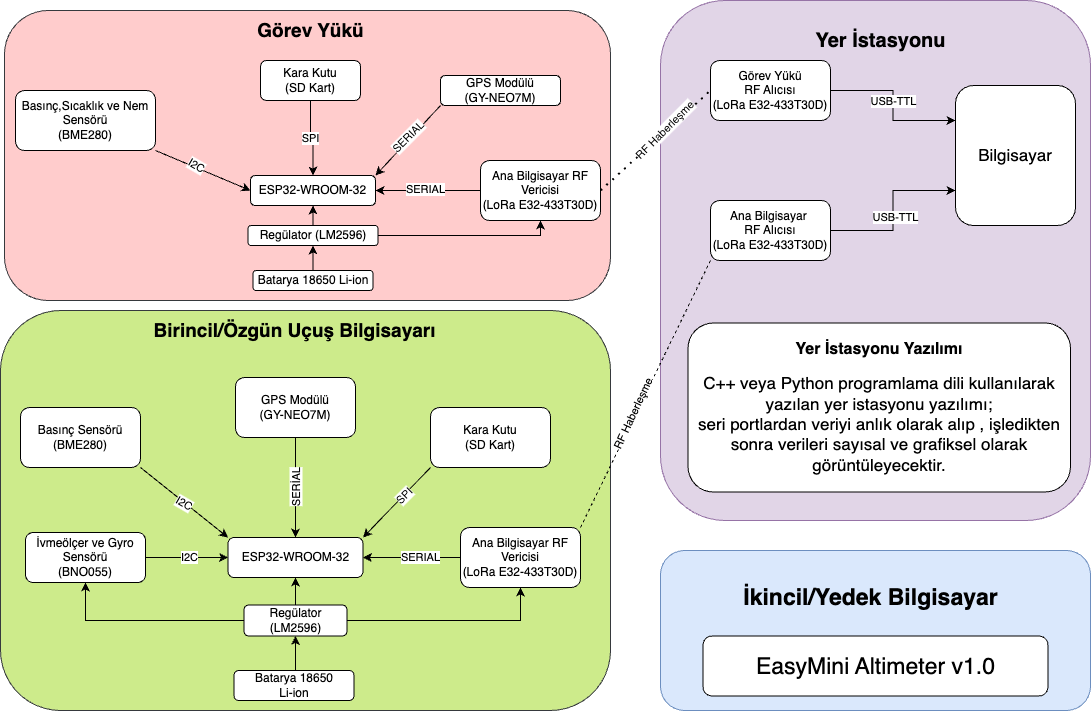 Görev Yükü
Kara Kutu
(SD Kart)
GPS Modülü
(GY-NEO7M)
Basınç,Sıcaklık ve Nem
Sensörü
(BME280)
SPI
SERIAL
I2C
ESP32-WROOM-32
SERIAL
Ana Bilgisayar RF
Vericisi
(LoRa E32-433T30D)
Regülator (LM2596)
Batarya 18650 Li-ion
RF Haberleşme
Yer İstasyonu
Görev Yükü
RF Alıcısı
(LoRa E32-433T30D)
USB-TTL
Bilgisayar
Ana Bilgisayar
RF Alıcısı
(LoRa E32-433T30D)
USB-TTL
Yer İstasyonu Yazılımı
C++ veya Python programlama dili kullanılarak
yazılan yer istasyonu yazılımı;
seri portlardan veriyi anlık olarak alıp , işledikten
sonra verileri sayısal ve grafiksel olarak
görüntüleyecektir.
Birincil/Özgün Uçuş Bilgisayarı
GPS Modülü
(GY-NEO7M)
Basınç Sensörü
(BME280)
Kara Kutu
(SD Kart)
RF Haberleşme
I2C
SERIAL
SPI
İvmeölçer ve Gyro
Sensörü
(BNO055)
I2C
ESP32-WROOM-32
SERIAL
Ana Bilgisayar RF
Vericisi
(LoRa E32-433T30D)
Regülator
(LM2596)
Batarya 18650
Li-ion
İkincil/Yedek Bilgisayar
EasyMini Altimeter v1.0